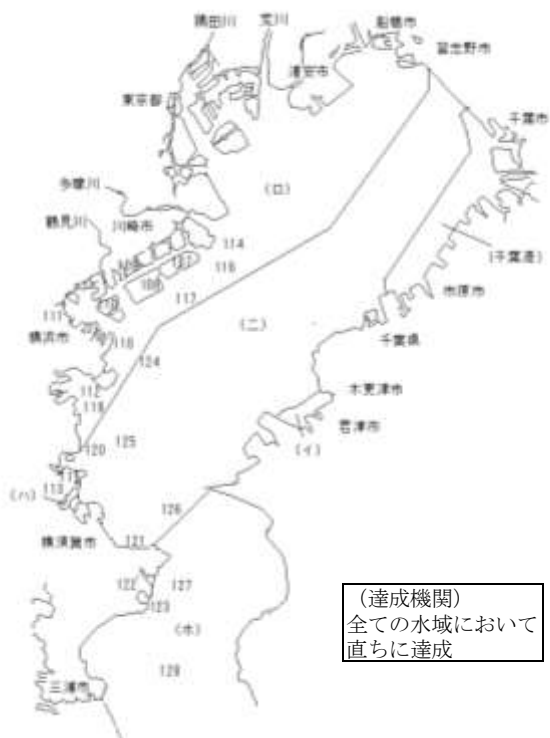 隅田川
荒川
船橋市
習志野市
浦安市
東京都
千葉市
多摩川
(ロ)
鶴見川
川崎市
114
(千葉港)
116
117
市原市
横浜市
(ニ)
千葉県
118
124
112
木更津市
119
君津市
120
125
(イ)
(ハ)
113
126
横須賀市
121
122
127
123
(ホ)
128
三浦市
(達成機関)
全ての水域において
直ちに達成